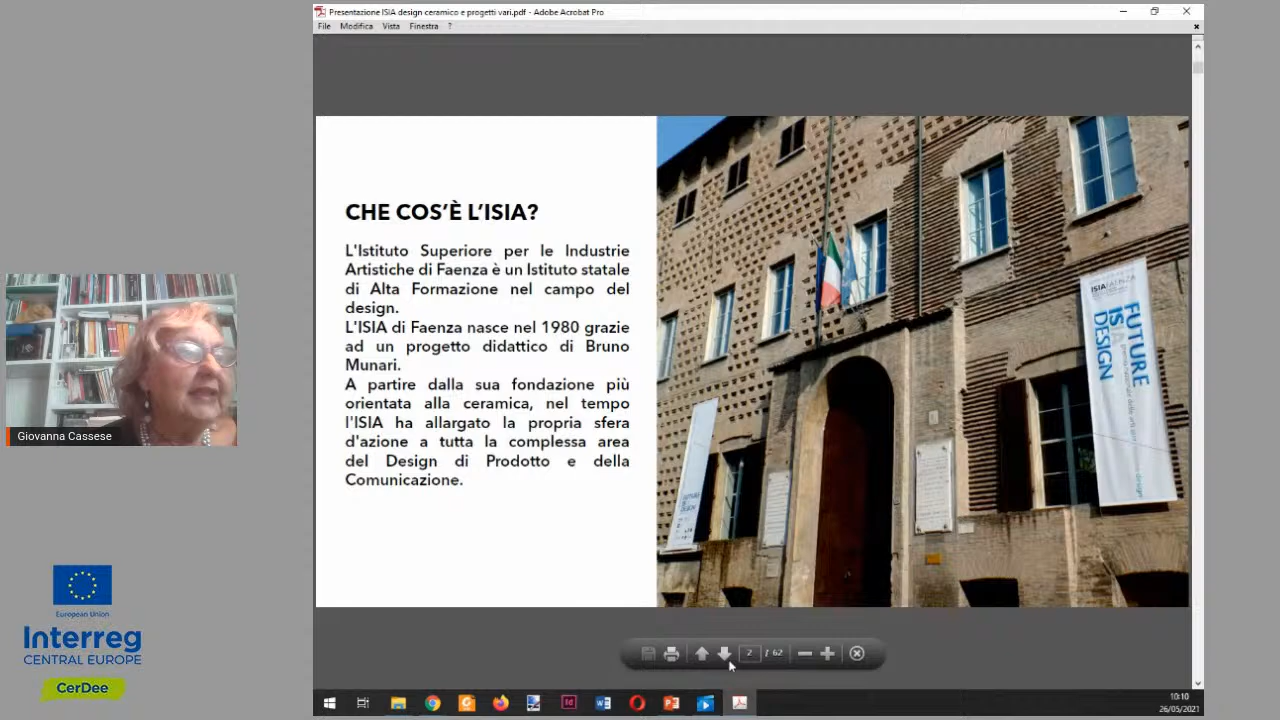 Presentazione ISIA design ceramico e progetti vari.pdf - Adobe Acrobat Pro
File Modifica Vista Finestra ?
CHE COS'È L'ISIA?
L'Istituto Superiore per le Industrie
Artistiche di Faenza è un Istituto statale
di Alta Formazione nel campo del
design.
L'ISIA di Faenza nasce nel 1980 grazie
ad un progetto didattico di Bruno
Munari.
A partire dalla sua fondazione più
orientata alla ceramica, nel tempo
l'ISIA ha allargato la propria sfera
d'azione a tutta la complessa area
del Design di Prodotto e della
Comunicazione.
ISIAFAENZA
FUTURE
IS
DESIGN
Giovanna Cassese
European Union
Interreg
CENTRAL EUROPE
CerDee
2 / 62
10:10
26/05/2021